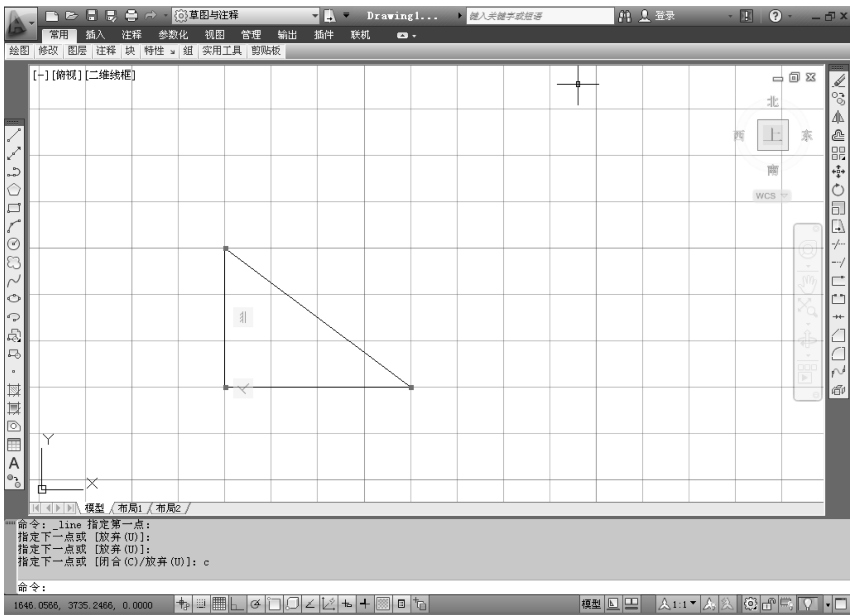 草图与注释 Drawing1... 键入关键字或短语 登录
常用 插入 注释 参数化 视图 管理 输出 插件 联机
绘图 修改 图层 注释 块 特性 组 实用工具 剪贴板
[-][俯视][二维线框]
北
西 上 东
南
WCS
Y
X
A
模型 布局1 布局2
命令: _line 指定第一点:
指定下一点或 [放弃(U)]:
指定下一点或 [放弃(U)]:
指定下一点或 [闭合(C)/放弃(U)]: c
命令:
1646.0566, 3735.2466, 0.0000 模型 1:1